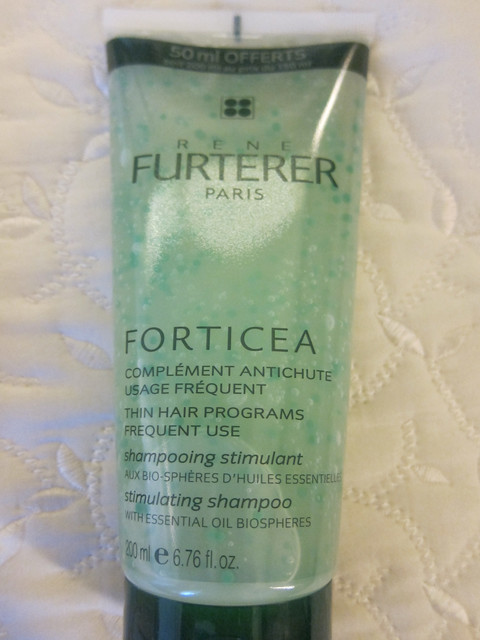 50 ml OFFERTS
RENE
FURTERER
PARIS
FORTICEA
COMPLÉMENT ANTICHUTE
USAGE FRÉQUENT
THIN HAIR PROGRAMS
FREQUENT USE
shampooing stimulant
AUX BIO-SPHÈRES D'HUILES ESSENTIELLES
stimulating shampoo
WITH ESSENTIAL OIL BIOSPHERES
200 ml e 6.76 fl.oz.